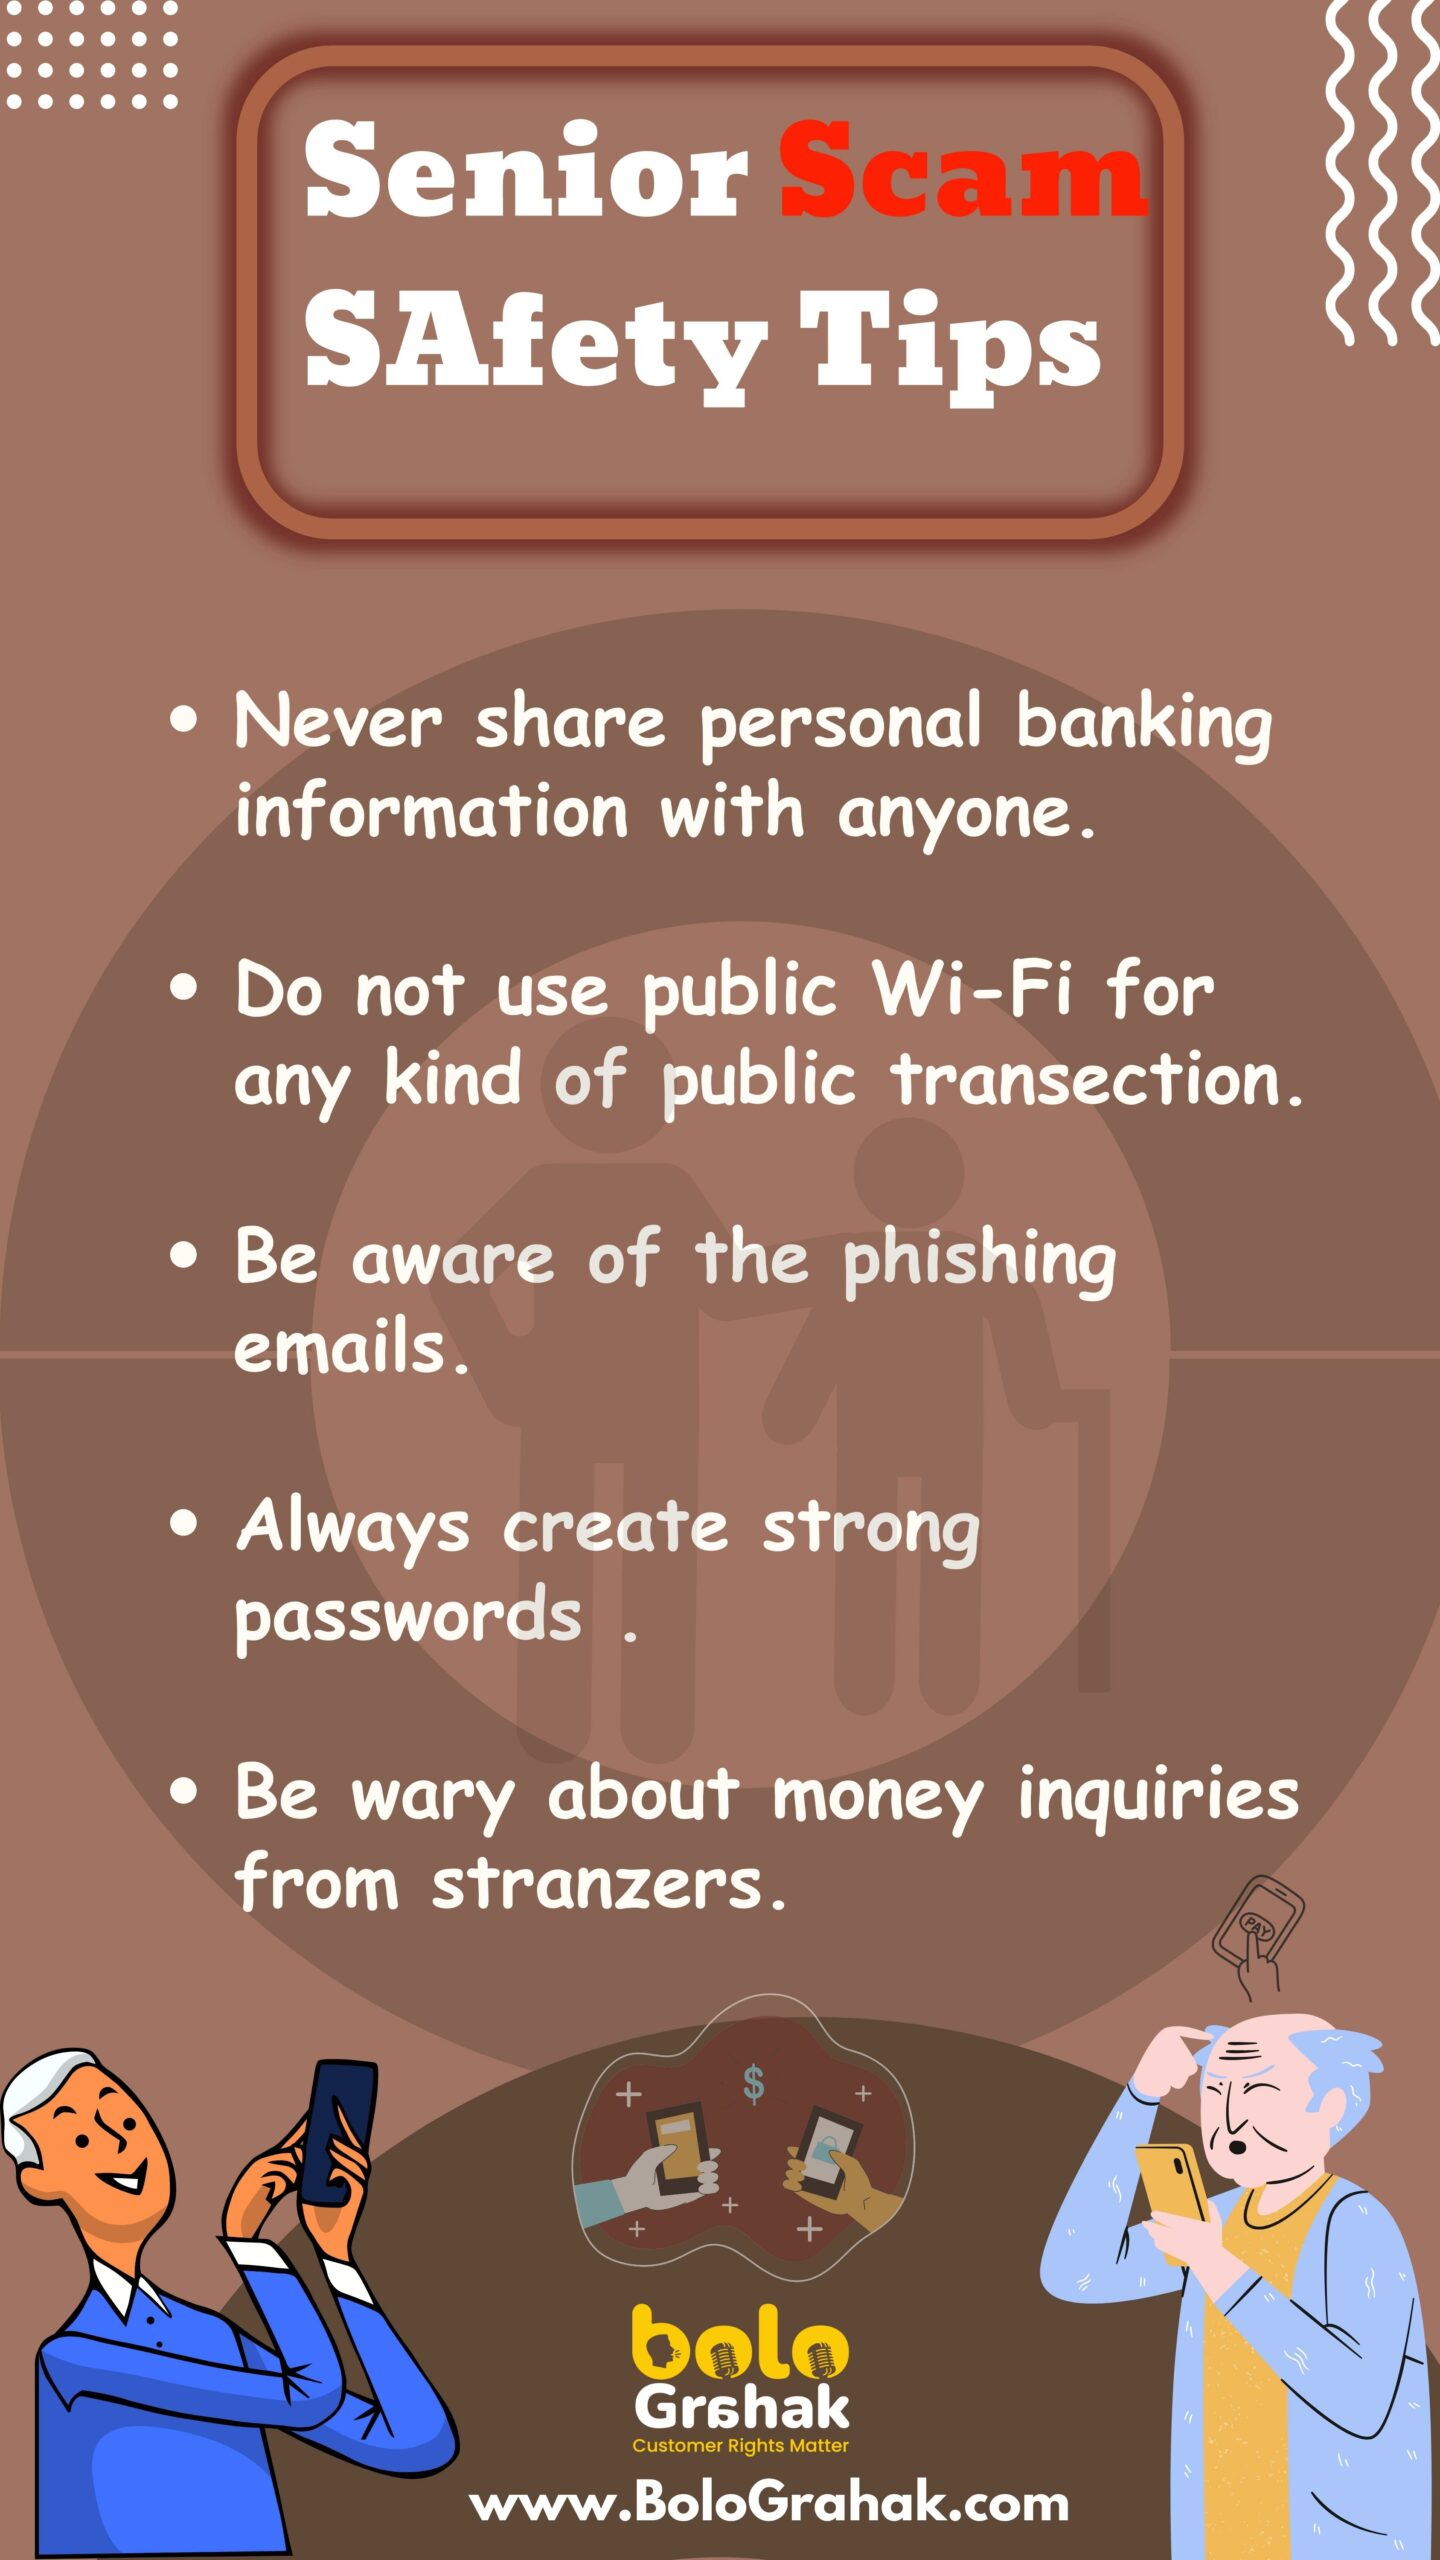 Senior Scam
SAfety Tips
• Never share personal banking
information with anyone.
• Do not use public Wi-Fi for
any kind of public transection.
• Be aware of the phishing
emails.
• Always create strong
passwords .
• Be wary about money inquiries
from stranzers.
PAY
$
bolo
Grahak
Customer Rights Matter
www.BoloGrahak.com